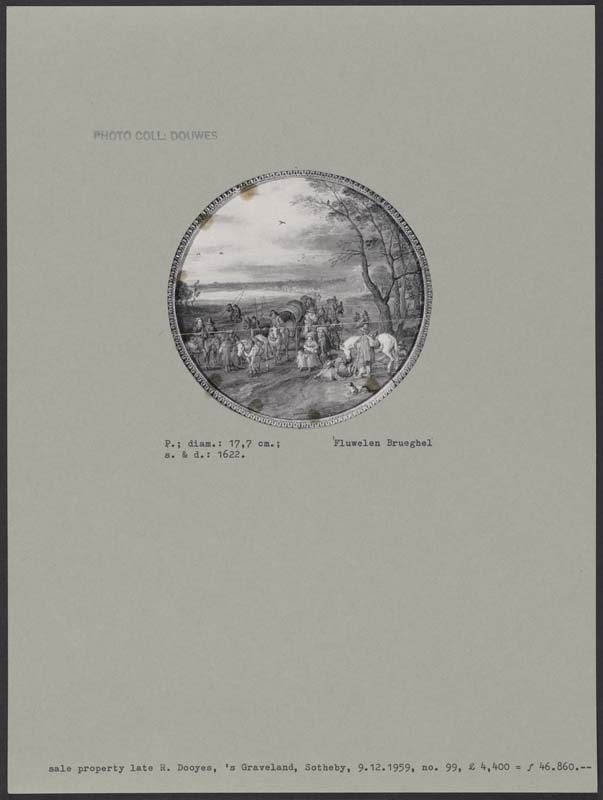 PHOTO COLL: DOUWES
P.; diam.: 17,7 cm.; Fluwelen Brueghel
s. & d.: 1622.
sale property late R. Dooyes, 's Graveland, Sotheby, 9.12.1959, no. 99, £ 4,400 = ƒ 46.860.--